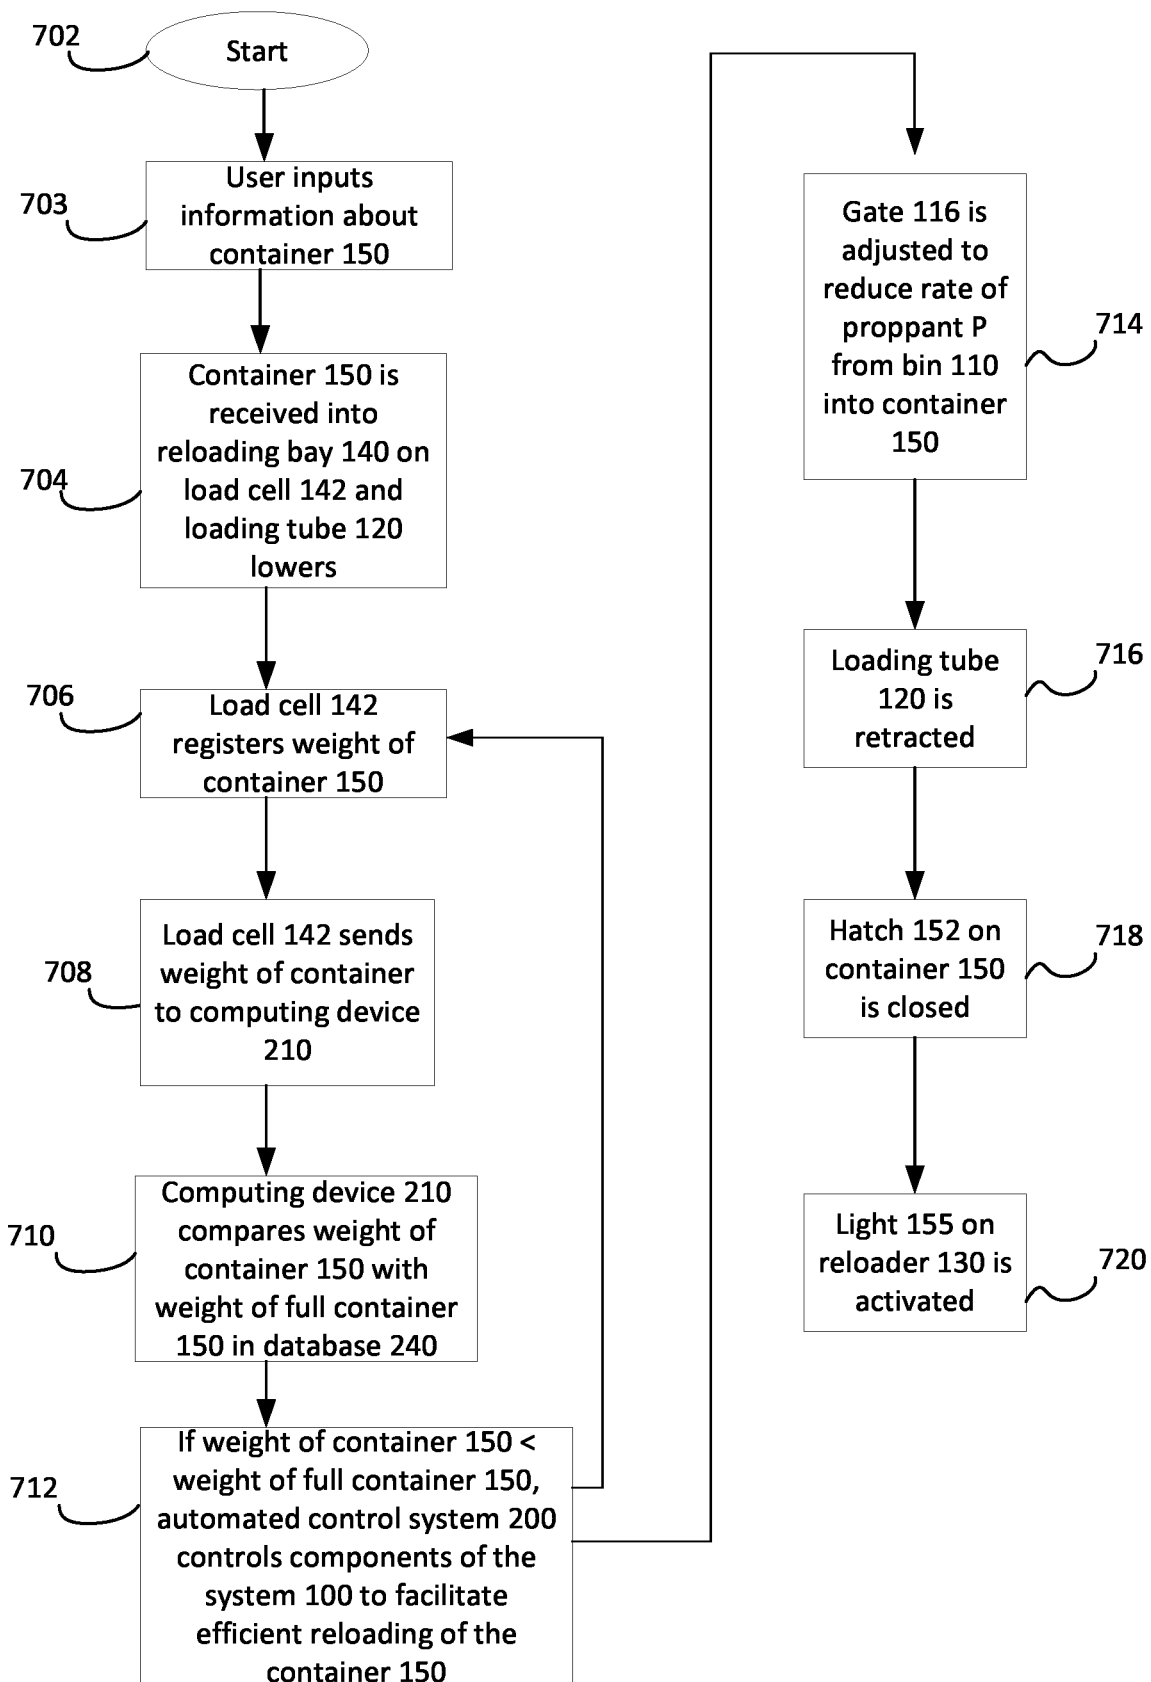 702
Start
703
User inputs
information about
container 150
704
Container 150 is
received into
reloading bay 140 on
load cell 142 and
loading tube 120
lowers
706
Load cell 142
registers weight of
container 150
708
Load cell 142 sends
weight of container
to computing device
210
710
Computing device 210
compares weight of
container 150 with
weight of full container
150 in database 240
712
If weight of container 150 <
weight of full container 150,
automated control system 200
controls components of the
system 100 to facilitate
efficient reloading of the
container 150
Gate 116 is
adjusted to
reduce rate of
proppant P
from bin 110
into container
150
714
Loading tube
120 is
retracted
716
Hatch 152 on
container 150
is closed
718
Light 155 on
reloader 130 is
activated
720